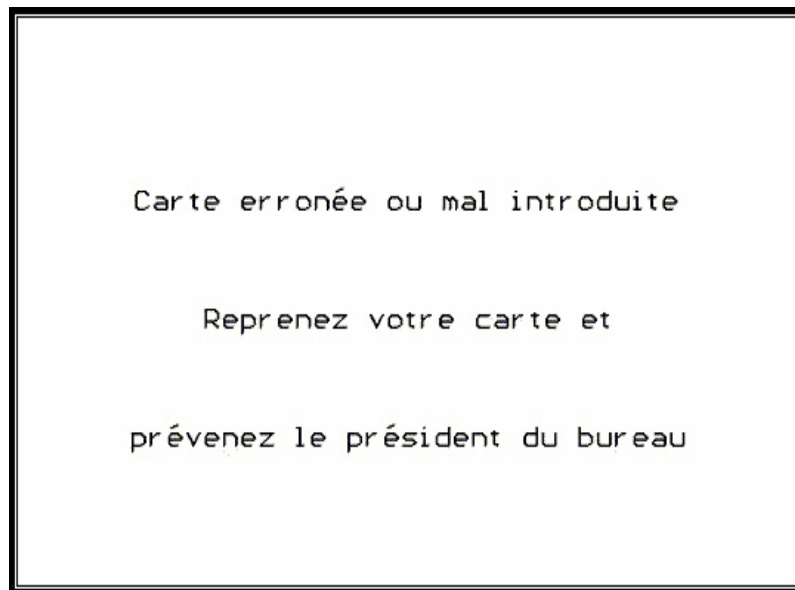 Carte erronée ou mal introduite
Reprenez votre carte et
prévenez le président du bureau